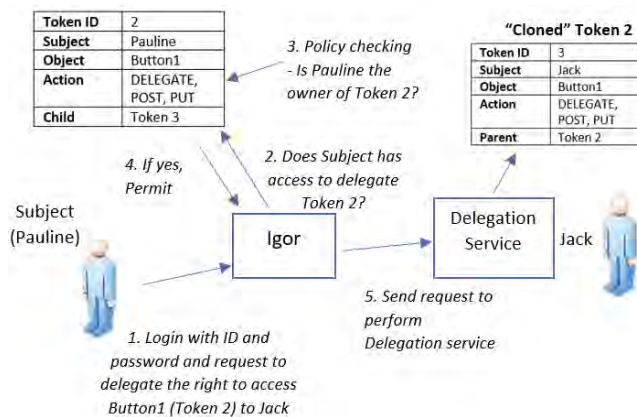 Token ID 2
Subject Pauline
Object Button1
Action DELEGATE,
POST, PUT
Child Token 3
3. Policy checking
- Is Pauline the
owner of Token 2?
“Cloned” Token 2
Token ID 3
Subject Jack
Object Button1
Action DELEGATE,
POST, PUT
Parent Token 2
4. If yes,
Permit
2. Does Subject has
access to delegate
Token 2?
Subject
(Pauline)
Igor
Delegation
Service
Jack
1. Login with ID and
password and request to
delegate the right to access
Button1 (Token 2) to Jack
5. Send request to
perform
Delegation service